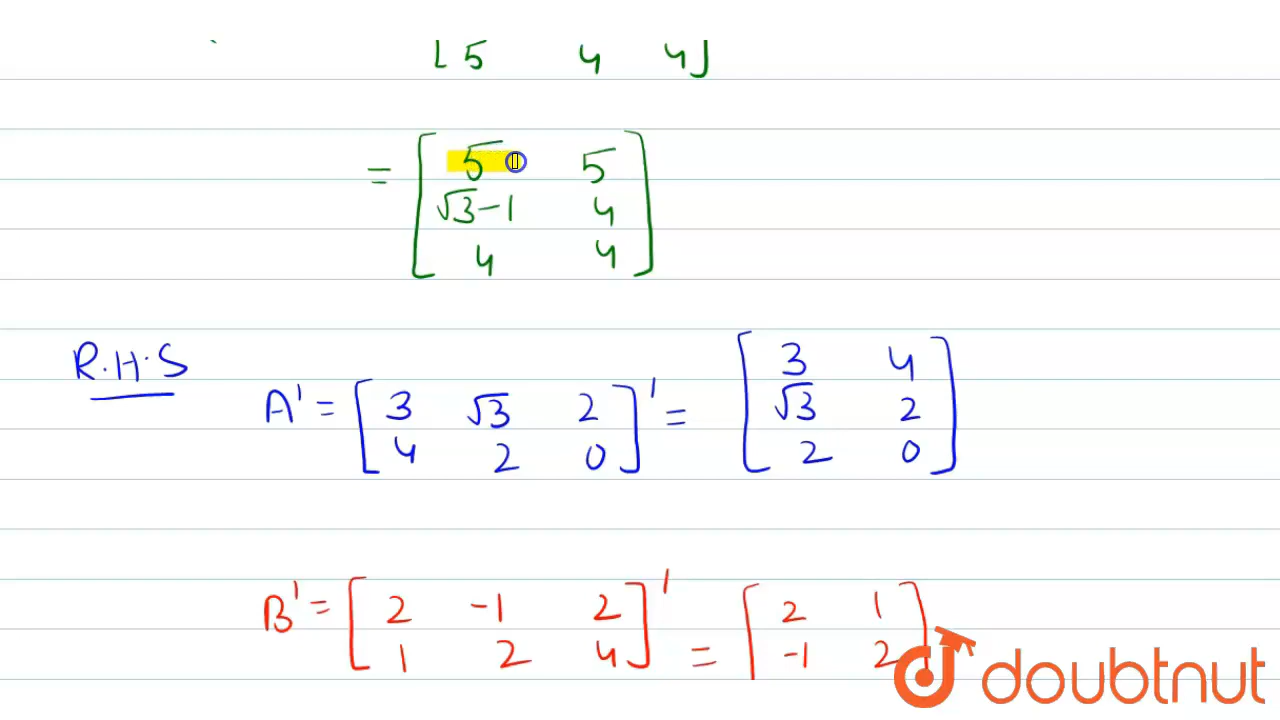 [ 5 4 4 ]
= [ 5 5
√3-1 4
4 4 ]
R.H.S
A' = [ 3 √3 2
4 2 0 ]' = [ 3 4
√3 2
2 0 ]
B' = [ 2 -1 2
1 2 4 ]' = [ 2 1
-1 2 ]
doubtnut